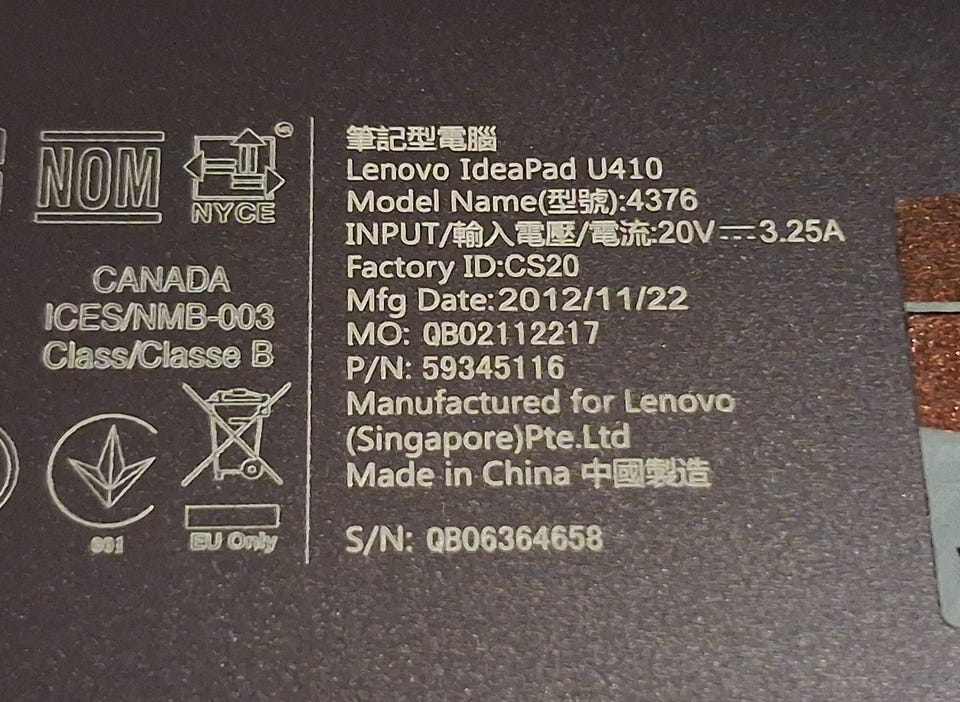 NOM
NYCE
CANADA
ICES/NMB-003
Class/Classe B
EU Only
筆記型電腦
Lenovo IdeaPad U410
Model Name(型號):4376
INPUT/輸入電壓/電流:20V⎓3.25A
Factory ID:CS20
Mfg Date:2012/11/22
MO: QB02112217
P/N: 59345116
Manufactured for Lenovo
(Singapore)Pte.Ltd
Made in China 中國製造
S/N: QB06364658